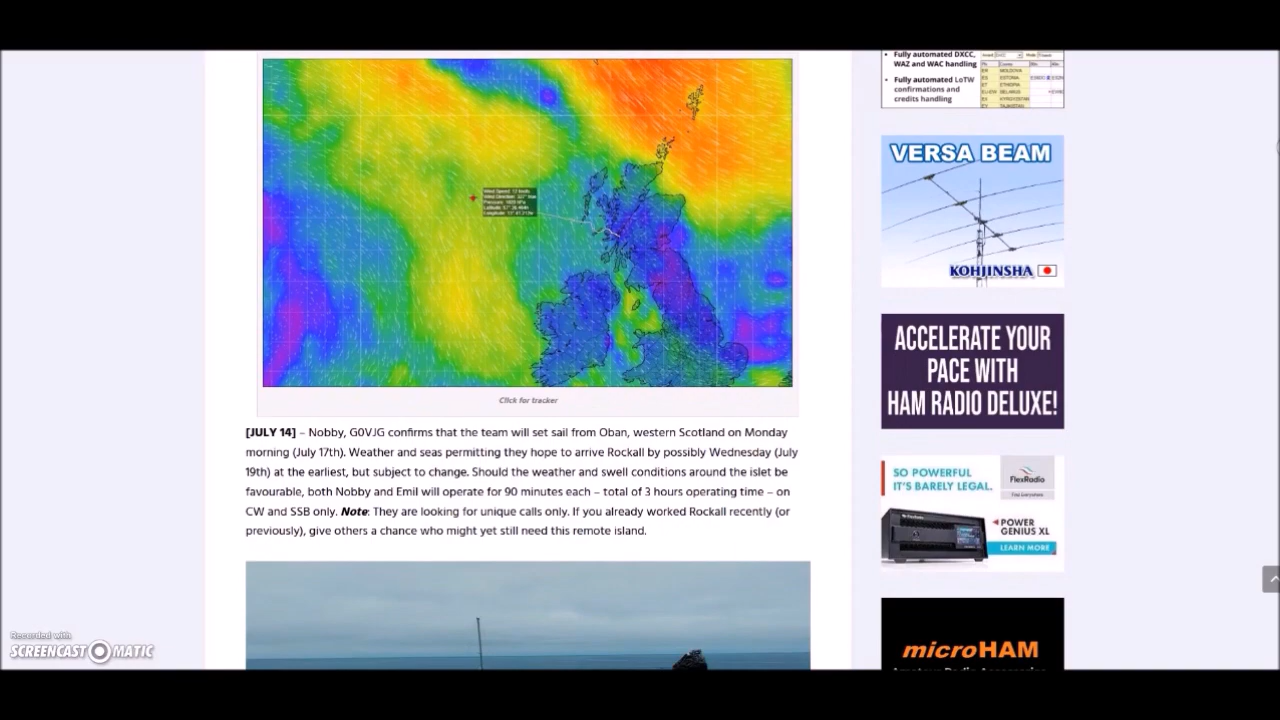 Fully automated DXCC,
WAZ and WAC handling
Fully automated LoTW
confirmations and
credits handling
MOLDOVA
ESTONIA
ETHIOPIA
BELARUS
KYRGYZSTAN
VERSA BEAM
KOHJINSHA
ACCELERATE YOUR
PACE WITH
HAM RADIO DELUXE!
Click for tracker
[JULY 14] – Nobby, G0VJG confirms that the team will set sail from Oban, western Scotland on Monday
morning (July 17th). Weather and seas permitting they hope to arrive Rockall by possibly Wednesday (July
19th) at the earliest, but subject to change. Should the weather and swell conditions around the islet be
favourable, both Nobby and Emil will operate for 90 minutes each – total of 3 hours operating time – on
CW and SSB only. Note: They are looking for unique calls only. If you already worked Rockall recently (or
previously), give others a chance who might yet still need this remote island.
SO POWERFUL
IT'S BARELY LEGAL.
FlexRadio
POWER
GENIUS XL
LEARN MORE
microHAM
Recorded with
SCREENCAST MATIC